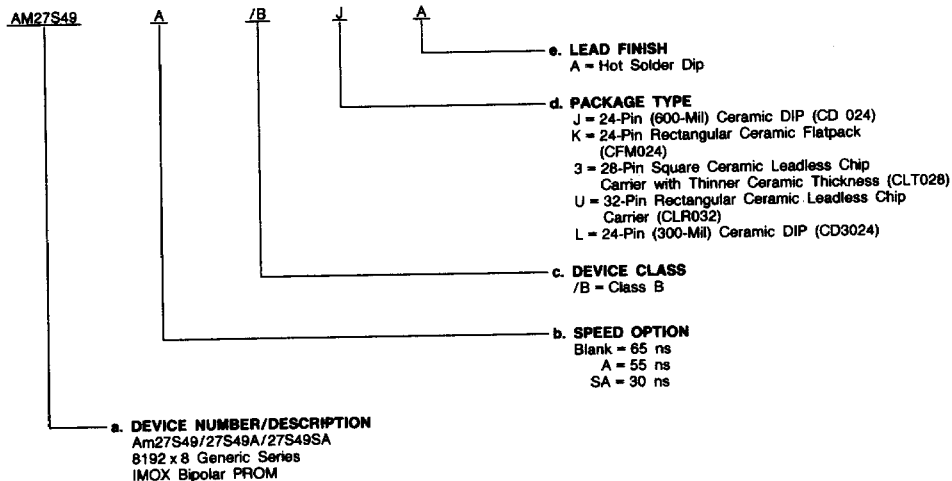 AM27S49 A /B J A
e. LEAD FINISH
A = Hot Solder Dip
d. PACKAGE TYPE
J = 24-Pin (600-Mil) Ceramic DIP (CD 024)
K = 24-Pin Rectangular Ceramic Flatpack
(CFM024)
3 = 28-Pin Square Ceramic Leadless Chip
Carrier with Thinner Ceramic Thickness (CLT028)
U = 32-Pin Rectangular Ceramic Leadless Chip
Carrier (CLR032)
L = 24-Pin (300-Mil) Ceramic DIP (CD3024)
c. DEVICE CLASS
/B = Class B
b. SPEED OPTION
Blank = 65 ns
A = 55 ns
SA = 30 ns
a. DEVICE NUMBER/DESCRIPTION
Am27S49/27S49A/27S49SA
8192 x 8 Generic Series
IMOX Bipolar PROM